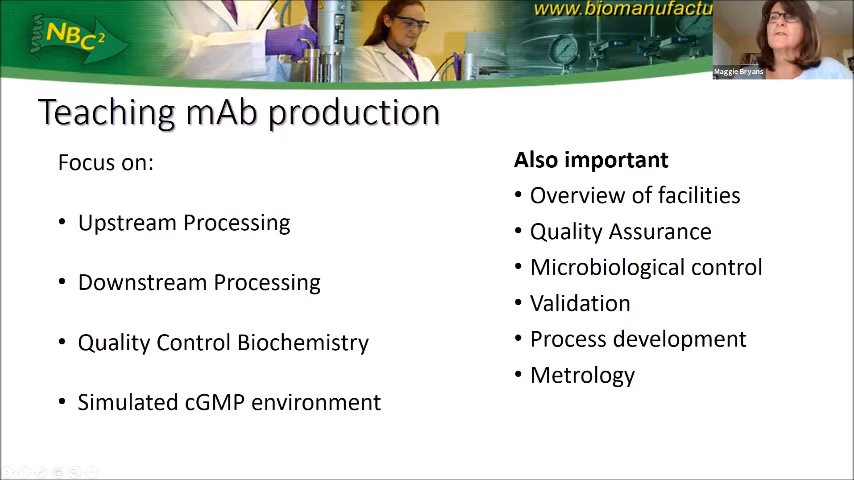 NBC²
www.biomanufactu
Maggie Bryans
Teaching mAb production
Focus on:
• Upstream Processing
• Downstream Processing
• Quality Control Biochemistry
• Simulated cGMP environment
Also important
• Overview of facilities
• Quality Assurance
• Microbiological control
• Validation
• Process development
• Metrology